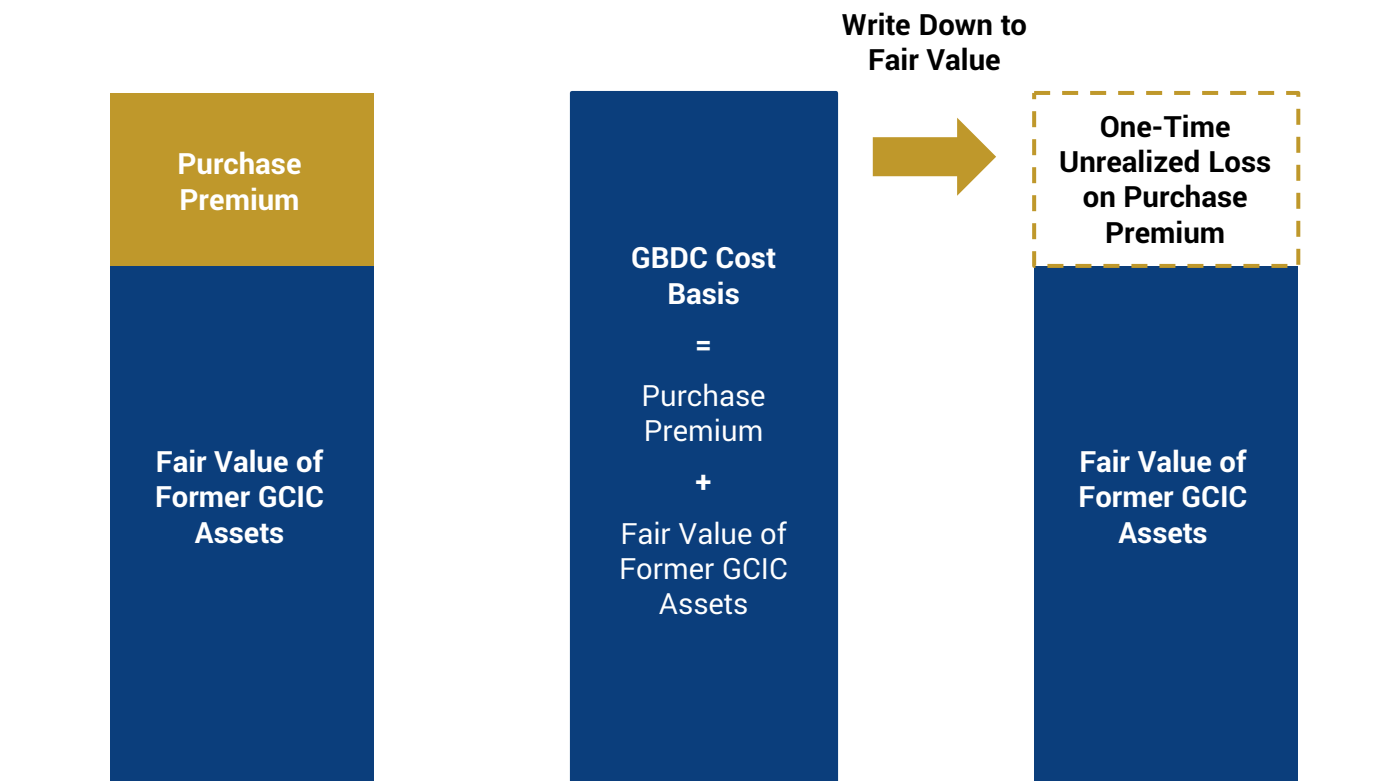 Write Down to
Fair Value
Purchase
Premium
Fair Value of
Former GCIC
Assets
GBDC Cost
Basis
=
Purchase
Premium
+
Fair Value of
Former GCIC
Assets
One-Time
Unrealized Loss
on Purchase
Premium
Fair Value of
Former GCIC
Assets